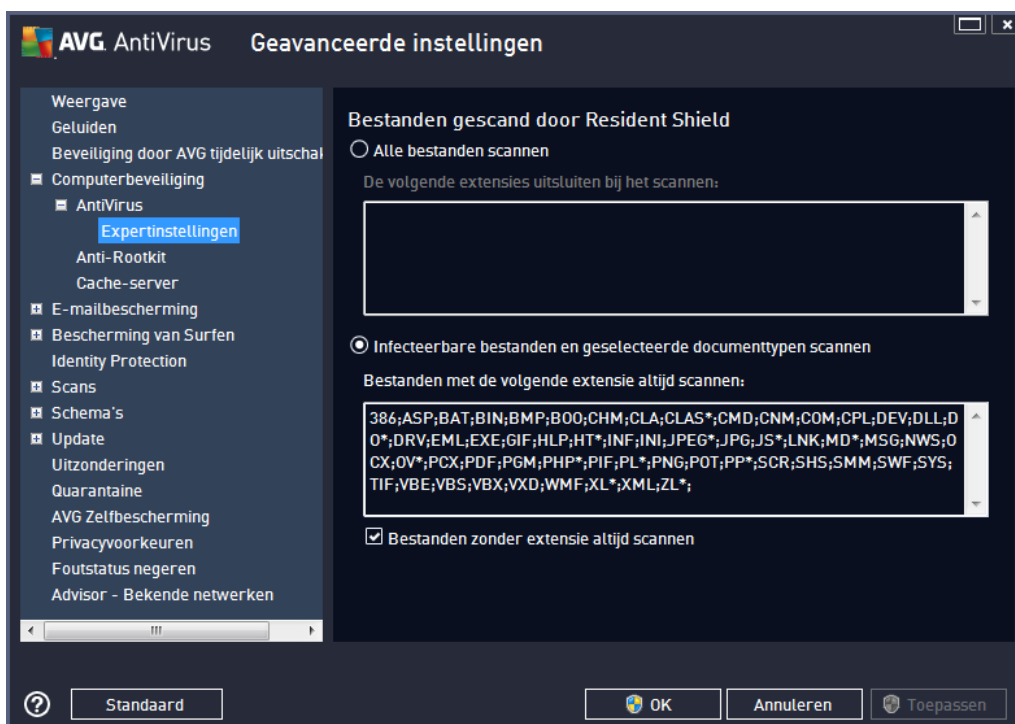 AVG. AntiVirus Geavanceerde instellingen
Weergave
Geluiden
Beveiliging door AVG tijdelijk uitschak
Computerbeveiliging
AntiVirus
Expertinstellingen
Anti-Rootkit
Cache-server
E-mailbescherming
Bescherming van Surfen
Identity Protection
Scans
Schema's
Update
Uitzonderingen
Quarantaine
AVG Zelfbescherming
Privacyvoorkeuren
Foutstatus negeren
Advisor - Bekende netwerken
Bestanden gescand door Resident Shield
Alle bestanden scannen
De volgende extensies uitsluiten bij het scannen:
Infecteerbare bestanden en geselecteerde documenttypen scannen
Bestanden met de volgende extensie altijd scannen:
386;ASP;BAT;BIN;BMP;BOO;CHM;CLA;CLAS*;CMD;CNM;COM;CPL;DEV;DLL;D
O*;DRV;EML;EXE;GIF;HLP;HT*;INF;INI;JPEG*;JPG;JS*;LNK;MD*;MSG;NWS;O
CX;OV*;PCX;PDF;PGM;PHP*;PIF;PL*;PNG;POT;PP*;SCR;SHS;SMM;SWF;SYS;
TIF;VBE;VBS;VBX;VXD;WMF;XL*;XML;ZL*;
Bestanden zonder extensie altijd scannen
? Standaard OK Annuleren Toepassen